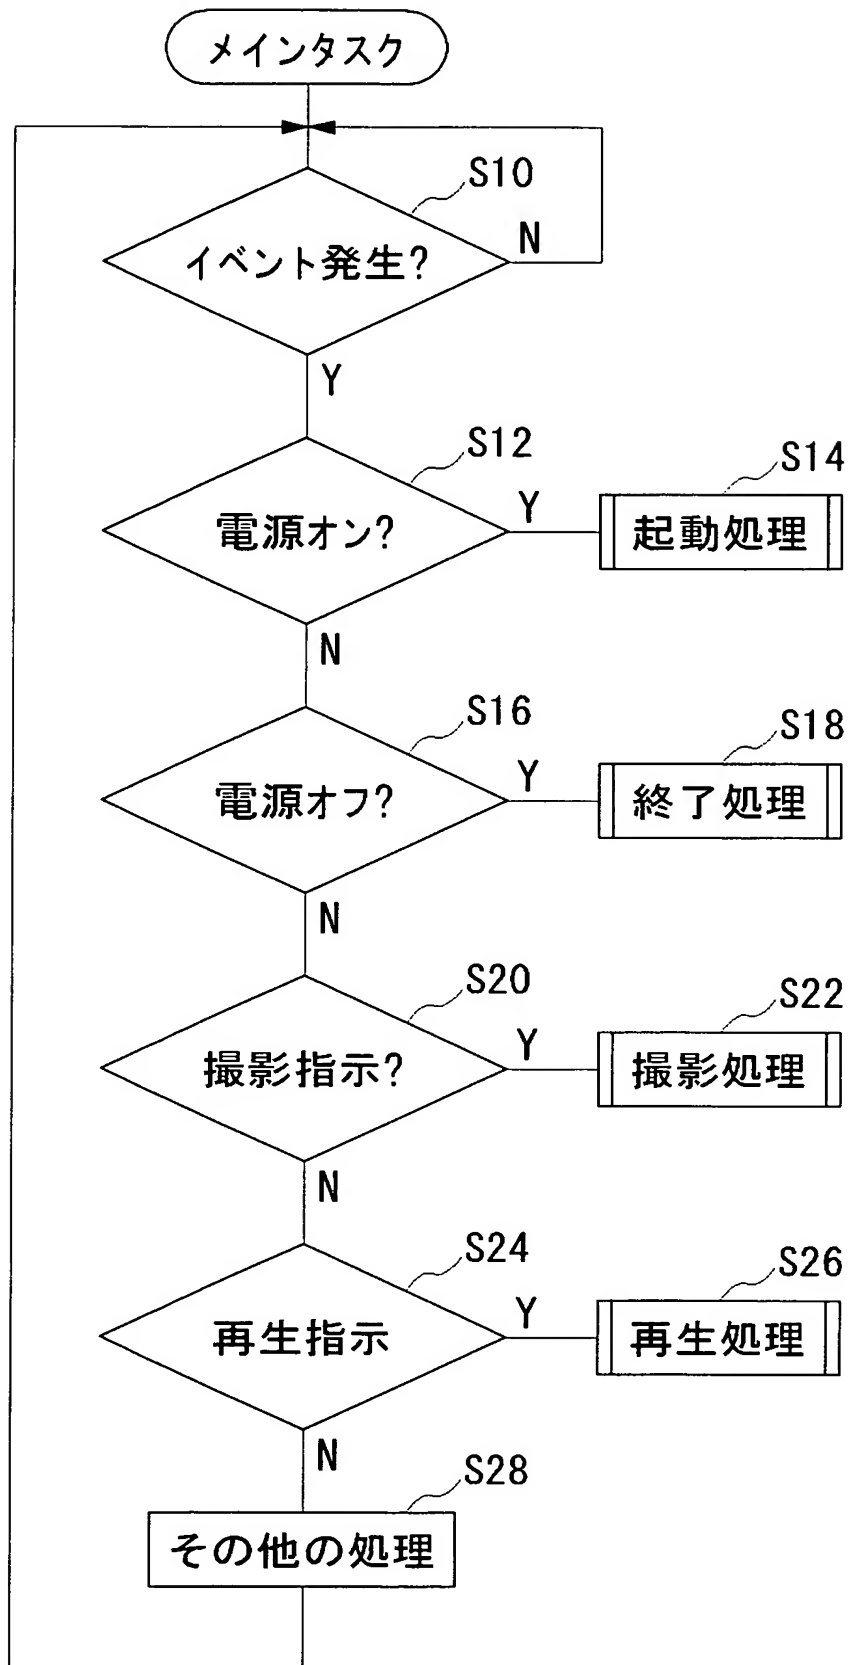 メインタスク
S10
イベント発生?
N
Y
S12
S14
電源オン?
Y
起動処理
N
S16
S18
電源オフ?
Y
終了処理
N
S20
S22
撮影指示?
Y
撮影処理
N
S24
S26
再生指示
Y
再生処理
N
S28
その他の処理